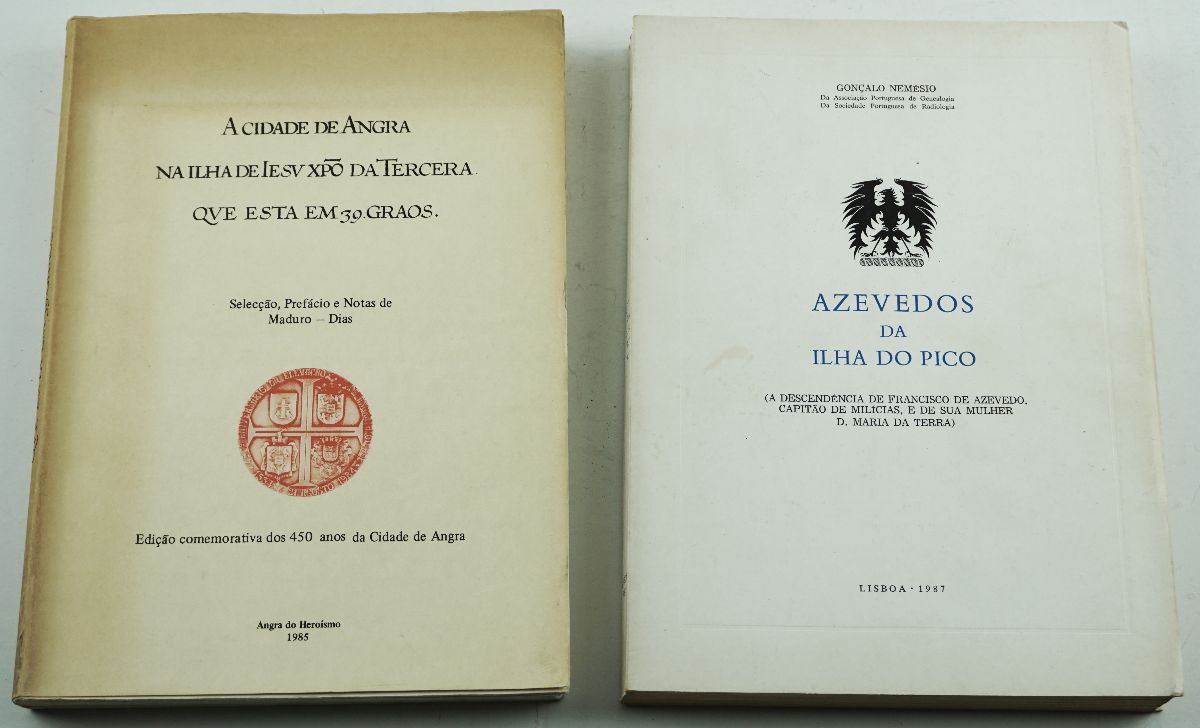 A CIDADE DE ANGRA
NA ILHA DE IESV XPÕ DA TERCERA.
QVE ESTA EM 39. GRAOS.
Selecção, Prefácio e Notas de
Maduro – Dias
Edição comemorativa dos 450 anos da Cidade de Angra
Angra do Heroísmo
1985
GONÇALO NEMÉSIO
Da Associação Portuguesa de Genealogia
Da Sociedade Portuguesa de Radiologia
AZEVEDOS
DA
ILHA DO PICO
(A DESCENDÊNCIA DE FRANCISCO DE AZEVEDO,
CAPITÃO DE MILÍCIAS, E DE SUA MULHER
D. MARIA DA TERRA)
LISBOA · 1987